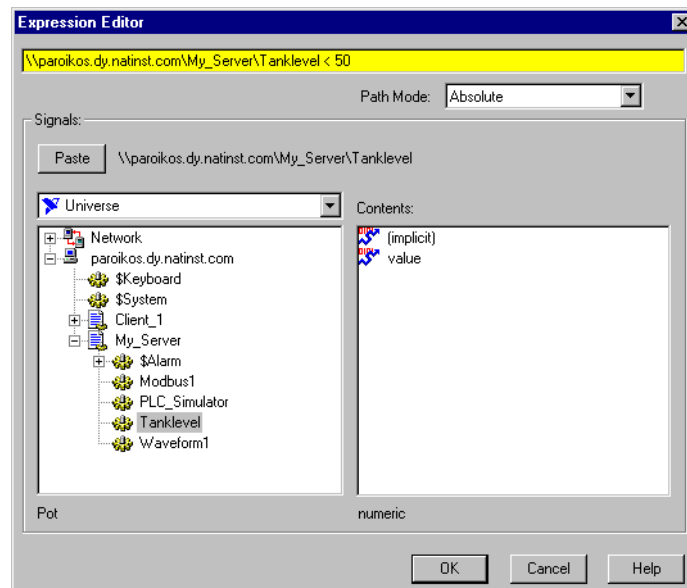 Expression Editor
\\paroikos.dy.natinst.com\My_Server\Tanklevel < 50
Path Mode: Absolute
Signals:
Paste \\paroikos.dy.natinst.com\My_Server\Tanklevel
Universe
Contents:
Network
(implicit)
paroikos.dy.natinst.com
value
$Keyboard
$System
Client_1
My_Server
$Alarm
Modbus1
PLC_Simulator
Tanklevel
Waveform1
Pot
numeric
OK Cancel Help